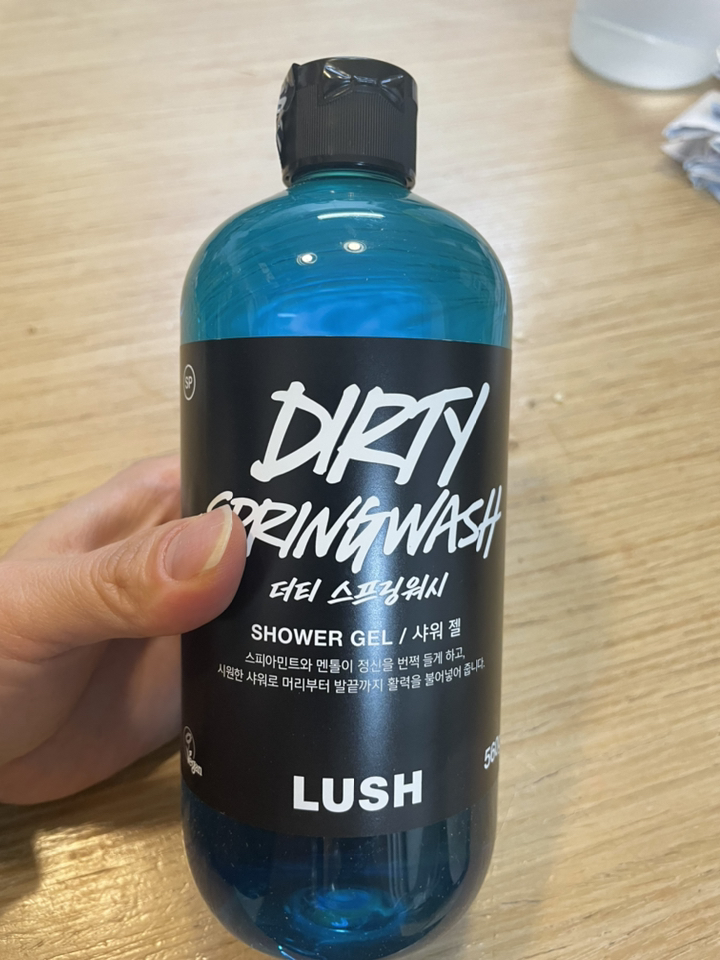 SP
DIRTY
SPRINGWASH
더티 스프링워시
SHOWER GEL / 샤워 젤
스피아민트와 멘톨이 정신을 번쩍 들게 하고,
시원한 샤워로 머리부터 발끝까지 활력을 불어넣어 줍니다.
Vegan
LUSH